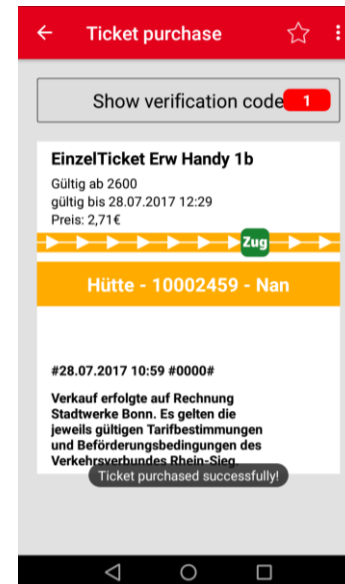 Ticket purchase
Show verification code 1
EinzelTicket Erw Handy 1b
Gültig ab 2600
gültig bis 28.07.2017 12:29
Preis: 2,71€
Zug
Hütte - 10002459 - Nan
#28.07.2017 10:59 #0000#
Verkauf erfolgte auf Rechnung
Stadtwerke Bonn. Es gelten die
jeweils gültigen Tarifbestimmungen
und Beförderungsbedingungen des
Verkehrsverbundes Rhein-Sieg
Ticket purchased successfully!